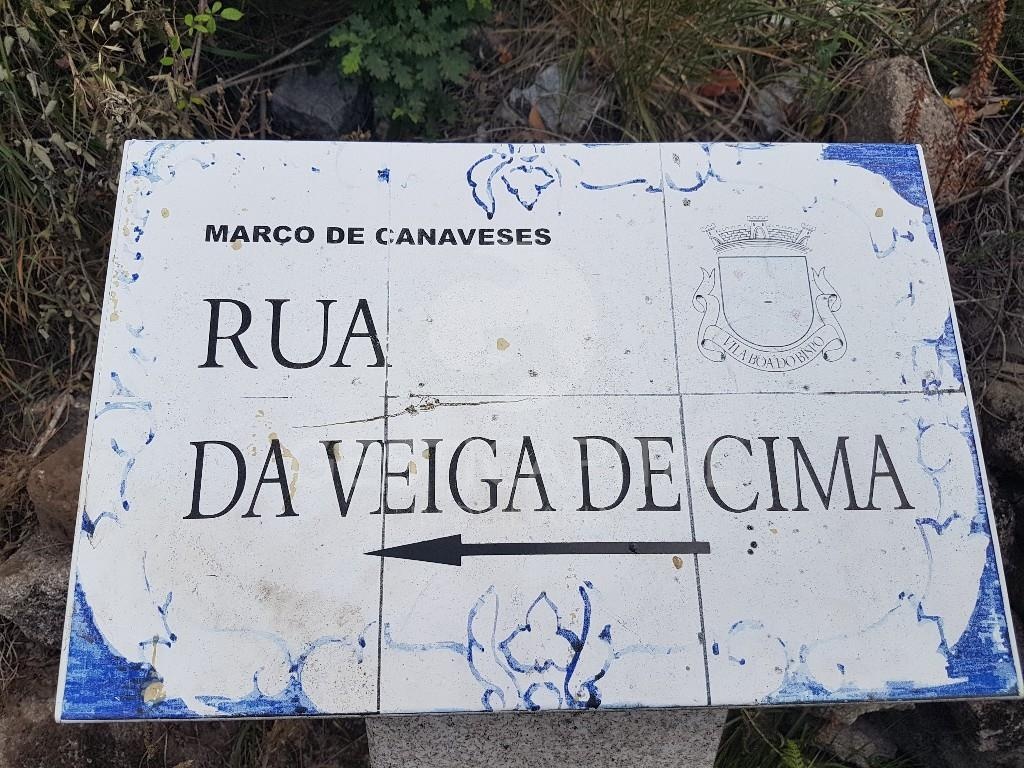 MARÇO DE CANAVESES
RUA
VILA BOA DO BISPO
DA VEIGA DE CIMA